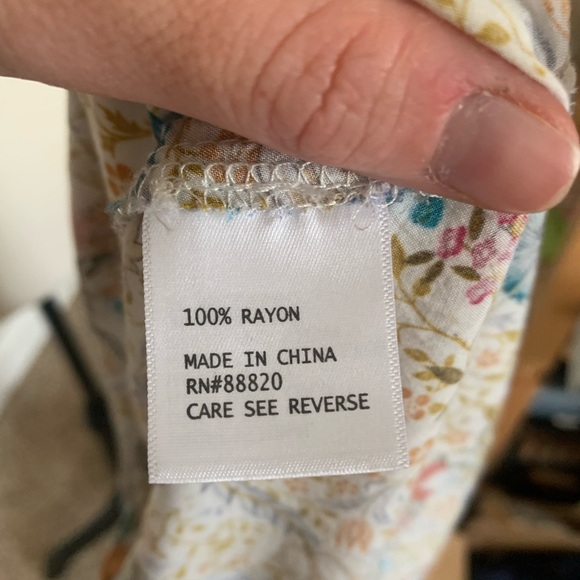 100% RAYON
MADE IN CHINA
RN#88820
CARE SEE REVERSE